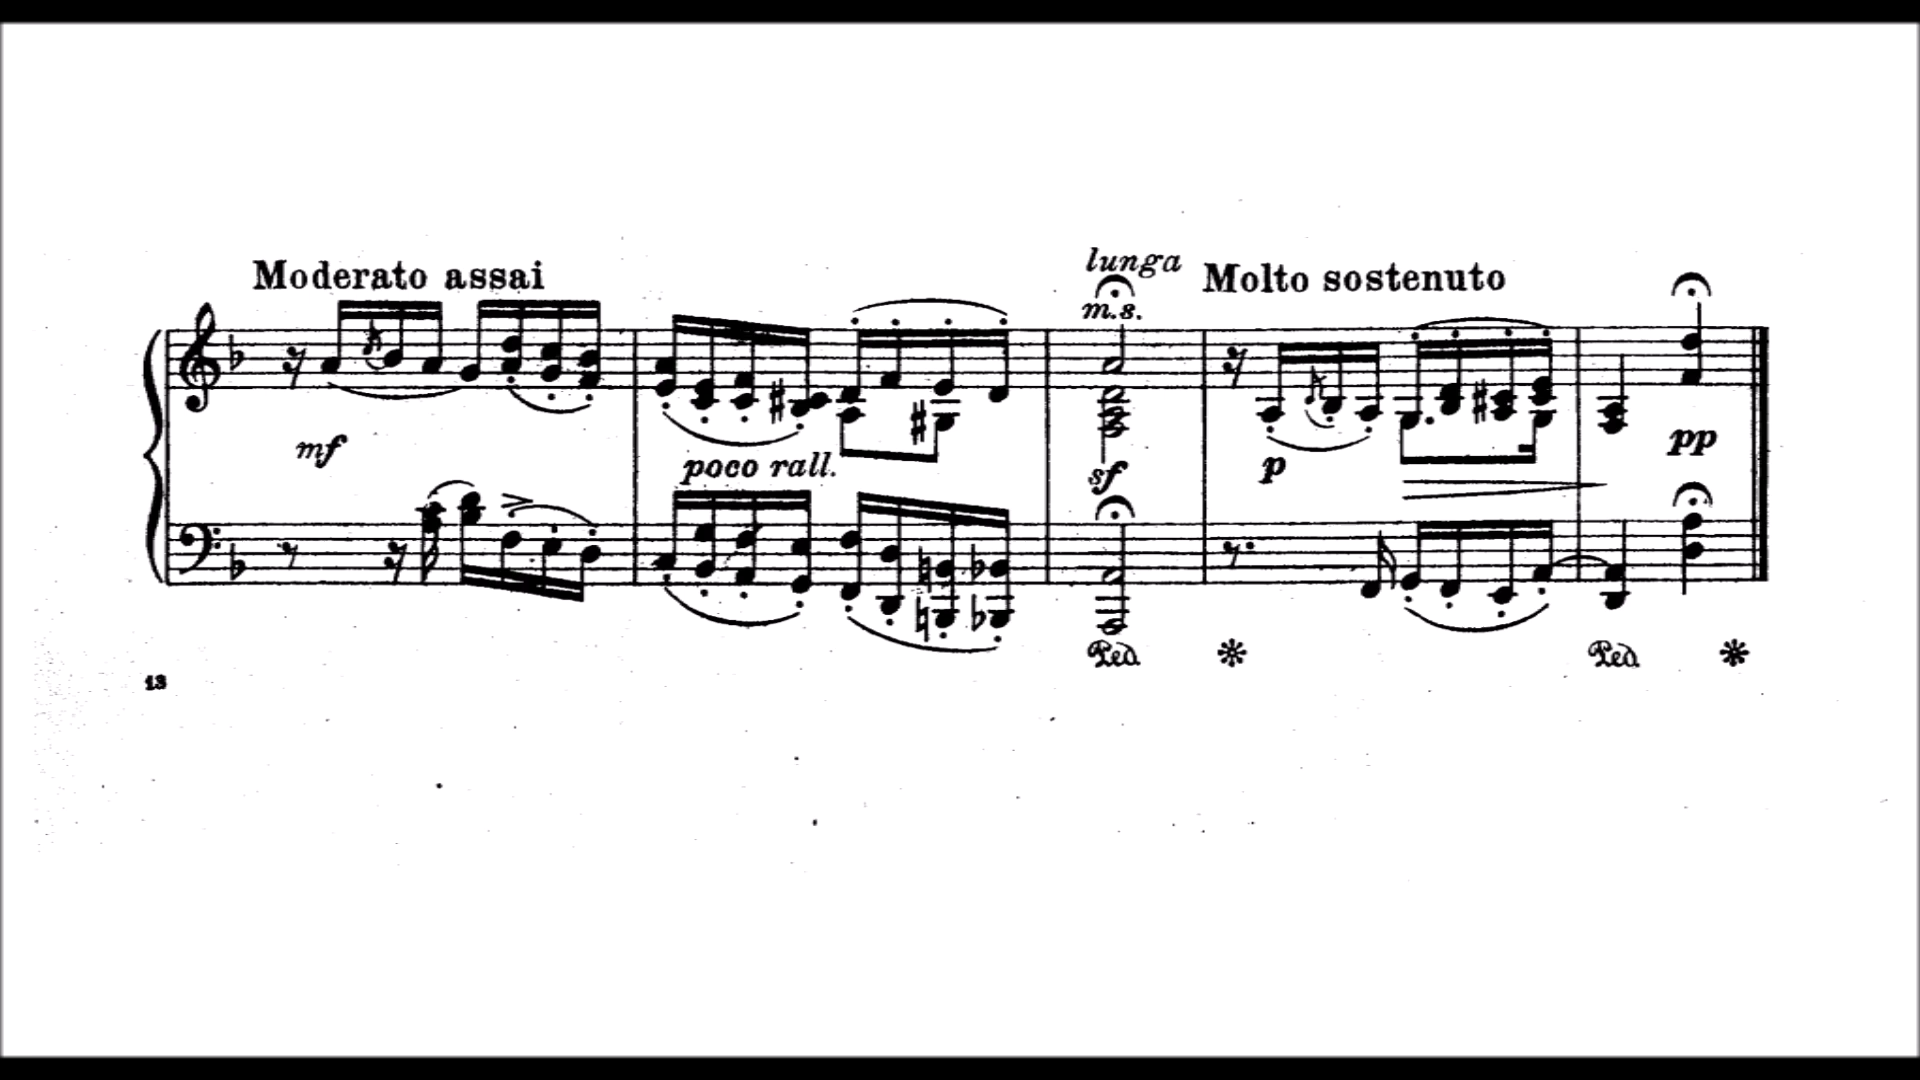 Moderato assai
lunga
Molto sostenuto
m.s.
mf
poco rall.
sf
p
pp
Ped
Ped
13